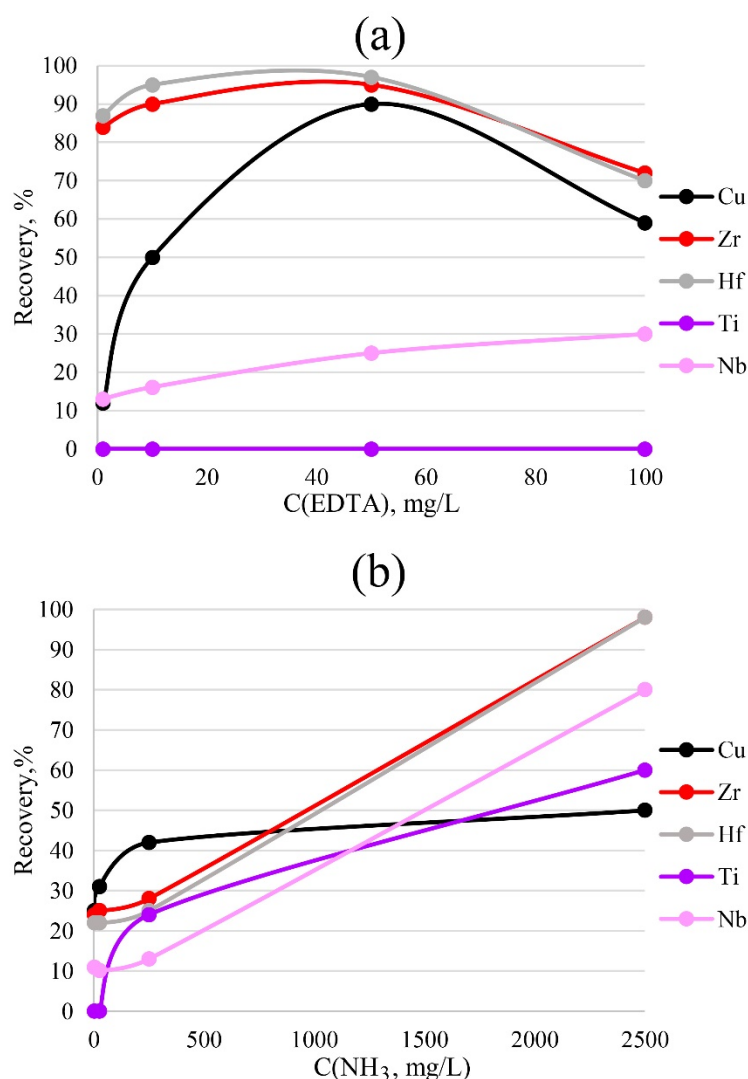 (a)
100
90
80
70
60
50
40
30
20
10
0
Recovery, %
0 20 40 60 80 100
C(EDTA), mg/L
Cu
Zr
Hf
Ti
Nb
(b)
100
90
80
70
60
50
40
30
20
10
0
Recovery,%
0 500 1000 1500 2000 2500
C(NH₃, mg/L)
Cu
Zr
Hf
Ti
Nb